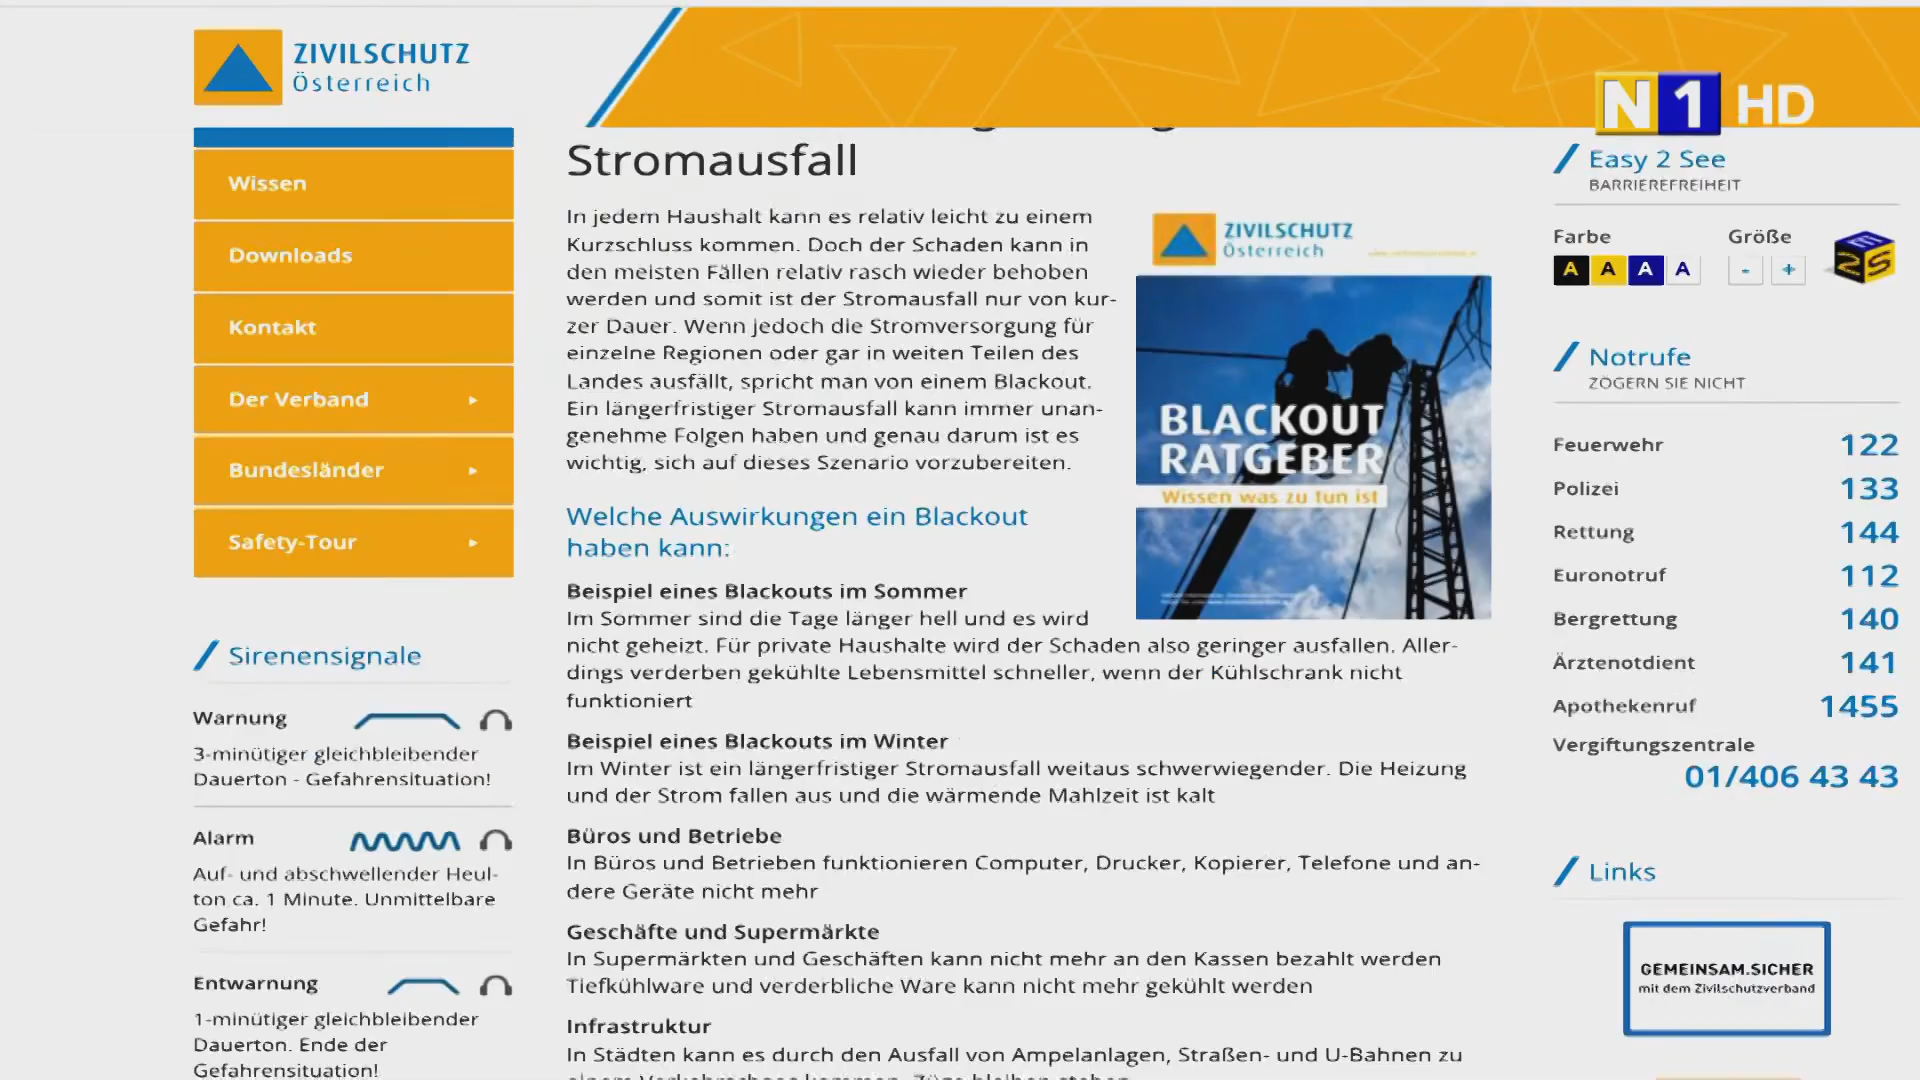 ZIVILSCHUTZ
Österreich
N1 HD
Wissen
Downloads
Kontakt
Der Verband
Bundesländer
Safety-Tour
Sirenensignale
Warnung
3-minütiger gleichbleibender
Dauerton - Gefahrensituation!
Alarm
Auf- und abschwellender Heul-
ton ca. 1 Minute. Unmittelbare
Gefahr!
Entwarnung
1-minütiger gleichbleibender
Dauerton. Ende der
Gefahrensituation!
Stromausfall
In jedem Haushalt kann es relativ leicht zu einem
Kurzschluss kommen. Doch der Schaden kann in
den meisten Fällen relativ rasch wieder behoben
werden und somit ist der Stromausfall nur von kur-
zer Dauer. Wenn jedoch die Stromversorgung für
einzelne Regionen oder gar in weiten Teilen des
Landes ausfällt, spricht man von einem Blackout.
Ein längerfristiger Stromausfall kann immer unan-
genehme Folgen haben und genau darum ist es
wichtig, sich auf dieses Szenario vorzubereiten.
ZIVILSCHUTZ
Österreich
BLACKOUT
RATGEBER
Wissen was zu tun ist
Welche Auswirkungen ein Blackout
haben kann:
Beispiel eines Blackouts im Sommer
Im Sommer sind die Tage länger hell und es wird
nicht geheizt. Für private Haushalte wird der Schaden also geringer ausfallen. Aller-
dings verderben gekühlte Lebensmittel schneller, wenn der Kühlschrank nicht
funktioniert
Beispiel eines Blackouts im Winter
Im Winter ist ein längerfristiger Stromausfall weitaus schwerwiegender. Die Heizung
und der Strom fallen aus und die wärmende Mahlzeit ist kalt
Büros und Betriebe
In Büros und Betrieben funktionieren Computer, Drucker, Kopierer, Telefone und an-
dere Geräte nicht mehr
Geschäfte und Supermärkte
In Supermärkten und Geschäften kann nicht mehr an den Kassen bezahlt werden
Tiefkühlware und verderbliche Ware kann nicht mehr gekühlt werden
Infrastruktur
In Städten kann es durch den Ausfall von Ampelanlagen, Straßen- und U-Bahnen zu
Easy 2 See
BARRIEREFREIHEIT
Farbe
Größe
A A A A
- +
E2S
Notrufe
ZÖGERN SIE NICHT
Feuerwehr 122
Polizei 133
Rettung 144
Euronotruf 112
Bergrettung 140
Ärztenotdient 141
Apothekenruf 1455
Vergiftungszentrale
01/406 43 43
Links
GEMEINSAM.SICHER
mit dem Zivilschutzverband